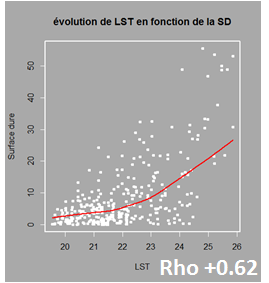 évolution de LST en fonction de la SD
Surface dure
50
40
30
20
10
0
20 21 22 23 24 25 26
LST
Rho +0.62